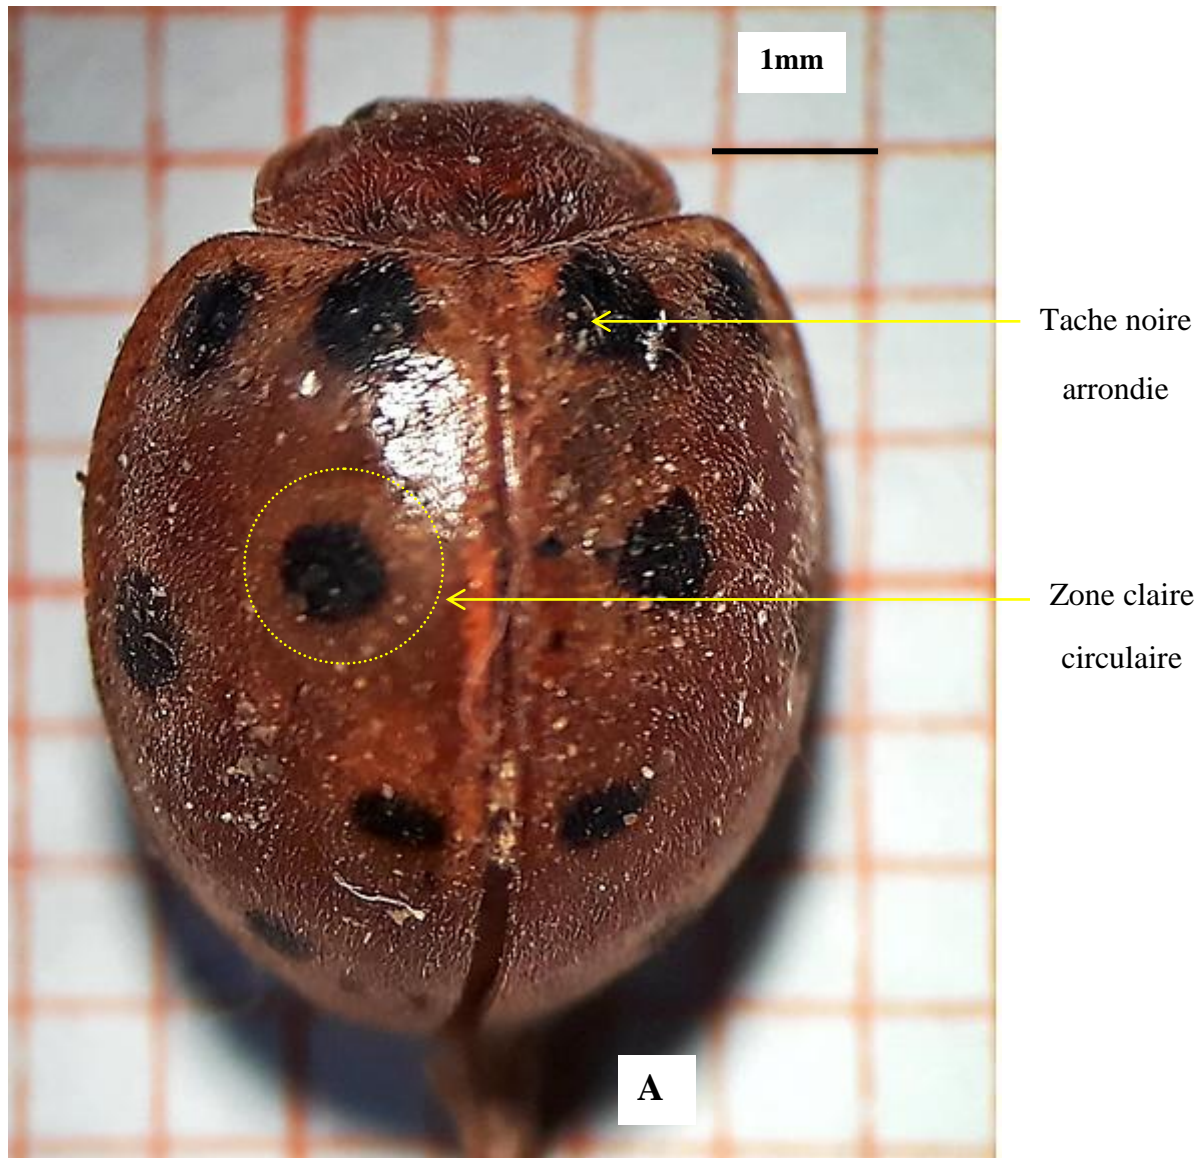 1mm
Tache noire
arrondie
Zone claire
circulaire
A